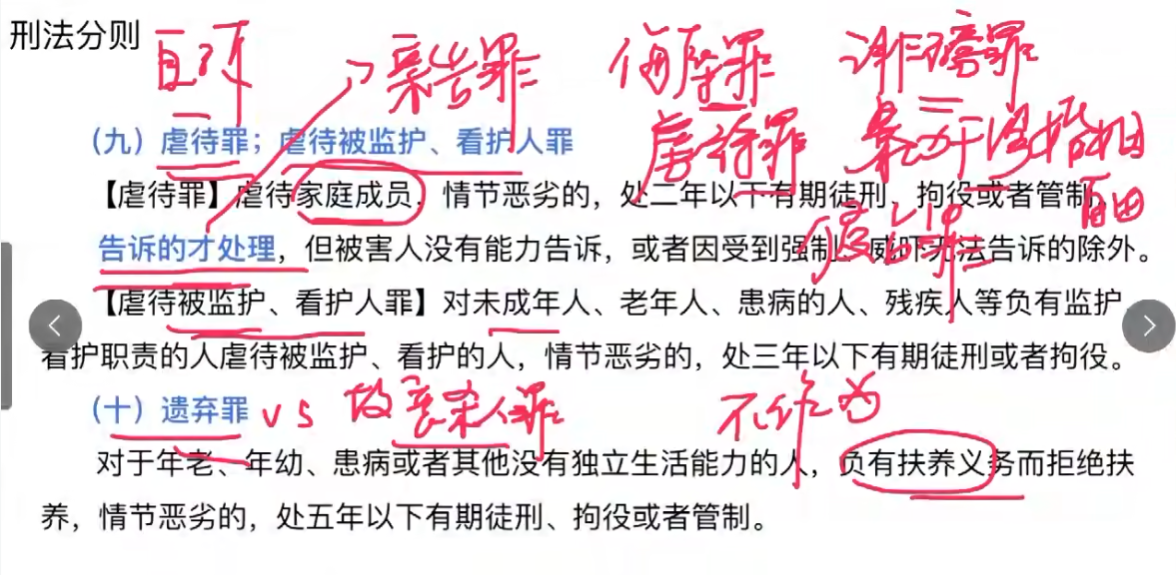 刑法分则
自诉 亲告罪 侮辱罪 诽谤罪
虐待罪 暴力干涉婚姻自由
侵占罪
(九)虐待罪;虐待被监护、看护人罪
【虐待罪】虐待家庭成员,情节恶劣的,处二年以下有期徒刑、拘役或者管制。
告诉的才处理,但被害人没有能力告诉,或者因受到强制、威吓无法告诉的除外。
【虐待被监护、看护人罪】对未成年人、老年人、患病的人、残疾人等负有监护、
看护职责的人虐待被监护、看护的人,情节恶劣的,处三年以下有期徒刑或者拘役。
(十)遗弃罪 VS 故意杀人罪 不作为
对于年老、年幼、患病或者其他没有独立生活能力的人,负有扶养义务而拒绝扶
养,情节恶劣的,处五年以下有期徒刑、拘役或者管制。